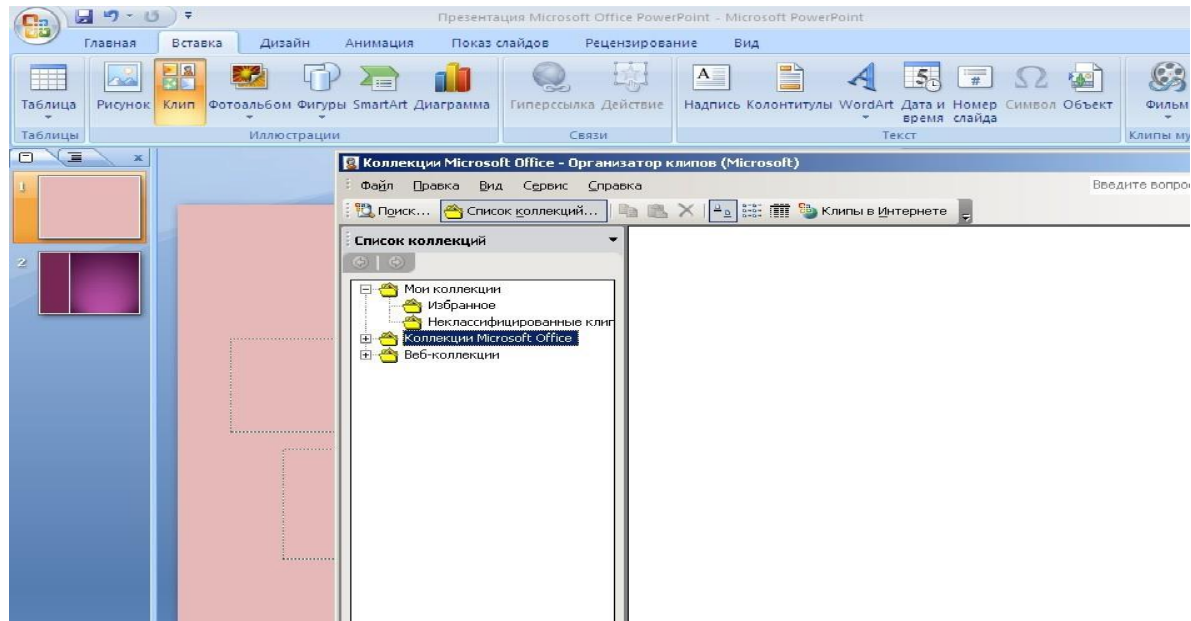 Презентация Microsoft Office PowerPoint - Microsoft PowerPoint
Главная Вставка Дизайн Анимация Показ слайдов Рецензирование Вид
Таблица Рисунок Клип Фотоальбом Фигуры SmartArt Диаграмма Гиперссылка Действие Надпись Колонтитулы WordArt Дата и время Номер слайда Символ Объект Фильм
Таблицы Иллюстрации Связи Текст Клипы му
Коллекции Microsoft Office - Организатор клипов (Microsoft)
Файл Правка Вид Сервис Справка Введите вопро
Поиск... Список коллекций... Клипы в Интернете
Список коллекций
1
Мои коллекции
2
Избранное
Неклассифицированные клип
Коллекции Microsoft Office
Веб-коллекции